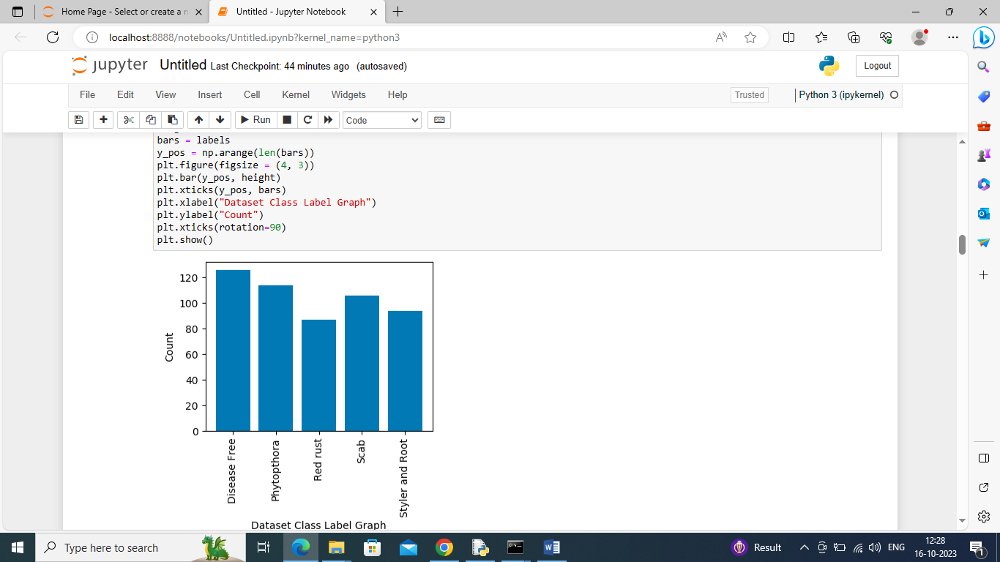 Home Page - Select or create a n
Untitled - Jupyter Notebook
localhost:8888/notebooks/Untitled.ipynb?kernel_name=python3
jupyter Untitled Last Checkpoint: 44 minutes ago (autosaved)
Logout
File Edit View Insert Cell Kernel Widgets Help
Trusted
Python 3 (ipykernel)
Run
Code
bars = labels
y_pos = np.arange(len(bars))
plt.figure(figsize = (4, 3))
plt.bar(y_pos, height)
plt.xticks(y_pos, bars)
plt.xlabel("Dataset Class Label Graph")
plt.ylabel("Count")
plt.xticks(rotation=90)
plt.show()
120
100
80
60
40
20
0
Count
Disease Free
Phytopthora
Red rust
Scab
Styler and Root
Dataset Class Label Graph
Type here to search
Result
ENG
12:28
16-10-2023
1